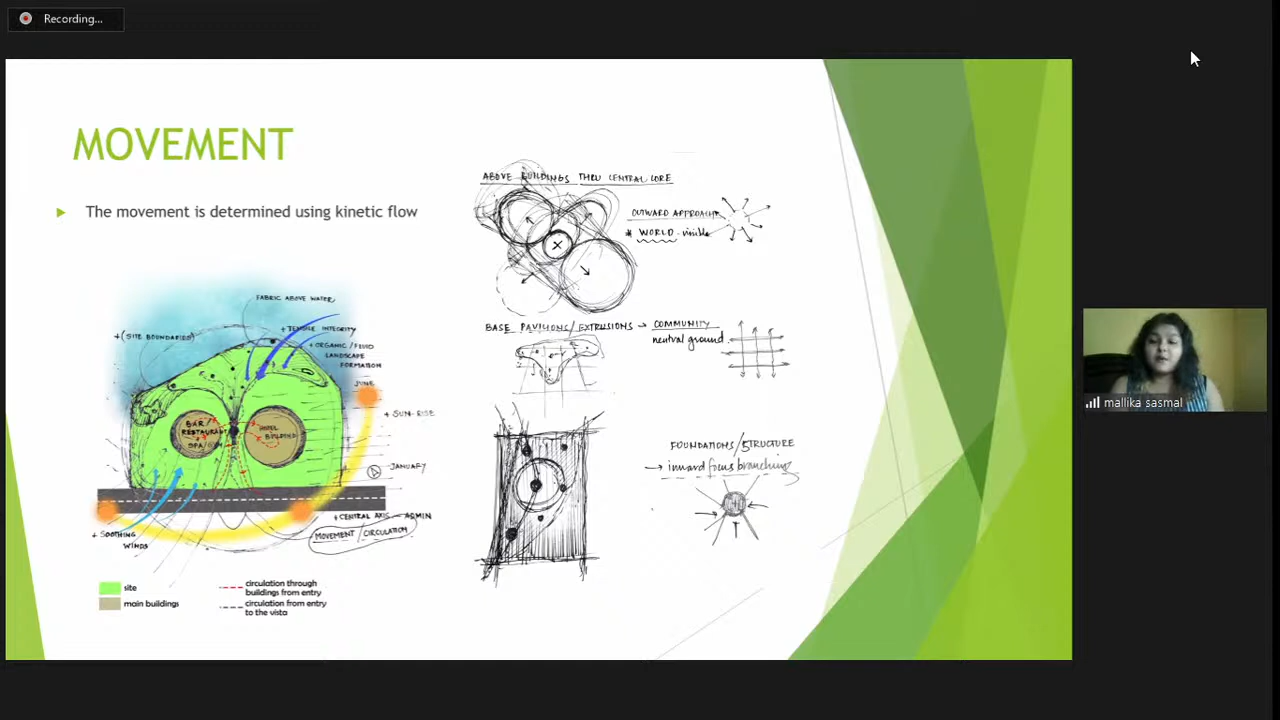 Recording...
MOVEMENT
The movement is determined using kinetic flow
ABOVE BUILDINGS THRU CENTRAL CORE
OUTWARD APPROACH
* WORLD - visible
BASE PAVILIONS/EXTRUSIONS → COMMUNITY
neutral ground
FOUNDATIONS/STRUCTURE
→ inward focus branching
FABRIC ABOVE WATER
+ (SITE BOUNDARIES)
+ TENSILE INTEGRITY
+ ORGANIC/FLUID
LANDSCAPE
FORMATION
JUNE
+ SUN-RISE
BAR/
RESTAURANT
SPA/GYM
HOTEL
BUILDING
JANUARY
+ CENTRAL AXIS - ADMIN
MOVEMENT/CIRCULATION
+ SOOTHING
WINDS
site
main buildings
circulation through
buildings from entry
circulation from entry
to the vista
mallika sasmal